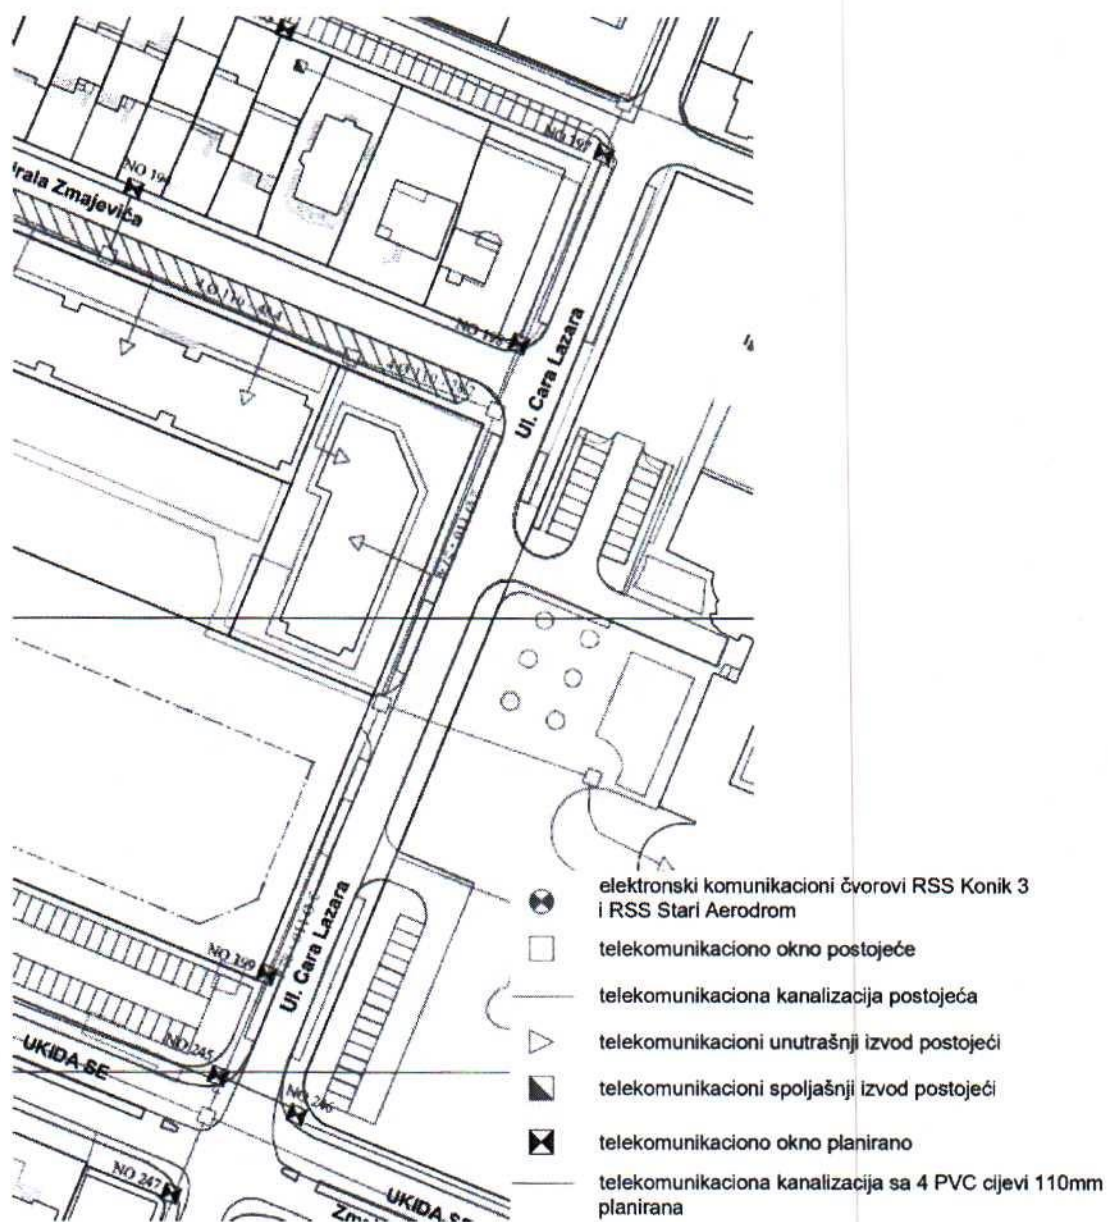 NO 197
NO 194
Zmajevića
NO 198
Ul. Cara Lazara
Ul. Cara Lazara
NO 199
NO 245
UKIDA SE
NO 246
NO 247
UKIDA SE
elektronski komunikacioni čvorovi RSS Konik 3
i RSS Stari Aerodrom
telekomunikaciono okno postojeće
telekomunikaciona kanalizacija postojeća
telekomunikacioni unutrašnji izvod postojeći
telekomunikacioni spoljašnji izvod postojeći
telekomunikaciono okno planirano
telekomunikaciona kanalizacija sa 4 PVC cijevi 110mm
planirana